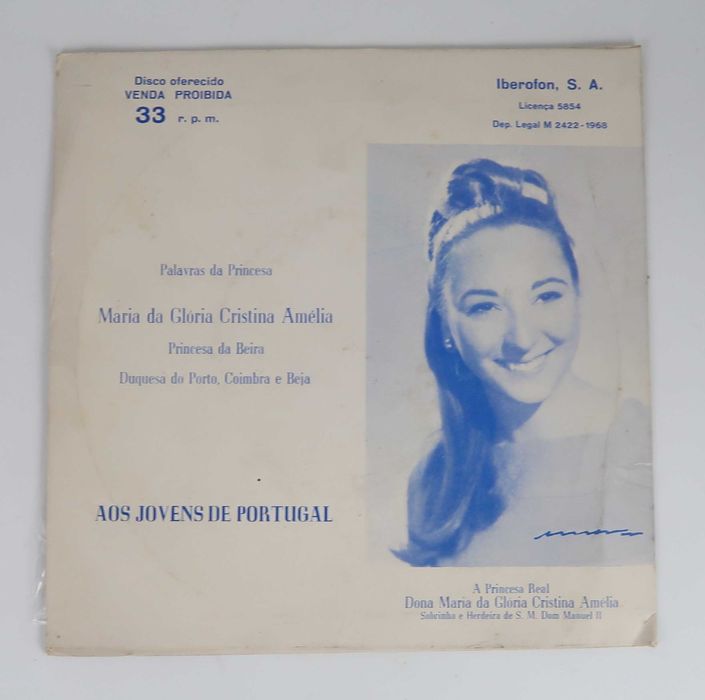 Disco oferecido
VENDA PROIBIDA
33 r. p. m.
Iberofon, S. A.
Licença 5854
Dep. Legal M 2422-1968
Palavras da Princesa
Maria da Glória Cristina Amélia
Princesa da Beira
Duquesa do Porto, Coimbra e Beja
AOS JOVENS DE PORTUGAL
A Princesa Real
Dona Maria da Gloria Cristina Amélia
Sobrinha e Herdeira de S. M. Dom Manuel II